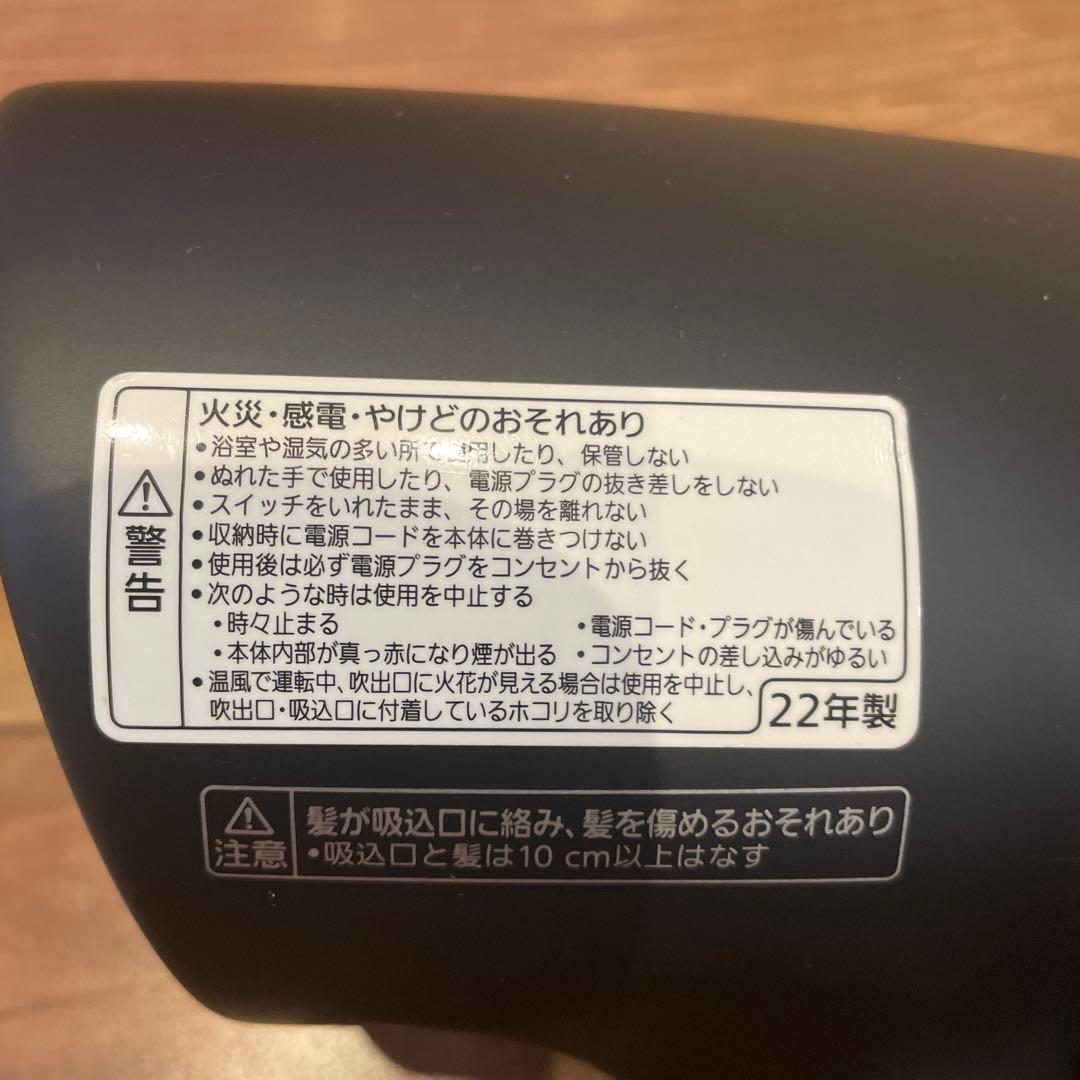 火災・感電・やけどのおそれあり
•浴室や湿気の多い所で使用したり、保管しない
•ぬれた手で使用したり、電源プラグの抜き差しをしない
•スイッチをいれたまま、その場を離れない
•収納時に電源コードを本体に巻きつけない
•使用後は必ず電源プラグをコンセントから抜く
•次のような時は使用を中止する
・時々止まる ・電源コード・プラグが傷んでいる
・本体内部が真っ赤になり煙が出る ・コンセントの差し込みがゆるい
•温風で運転中、吹出口に火花が見える場合は使用を中止し、
吹出口・吸込口に付着しているホコリを取り除く
警告
22年製
注意
髪が吸込口に絡み、髪を傷めるおそれあり
•吸込口と髪は10 cm以上はなす